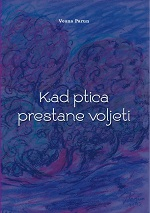 Vesna Parun
Kad ptica
prestane voljeti